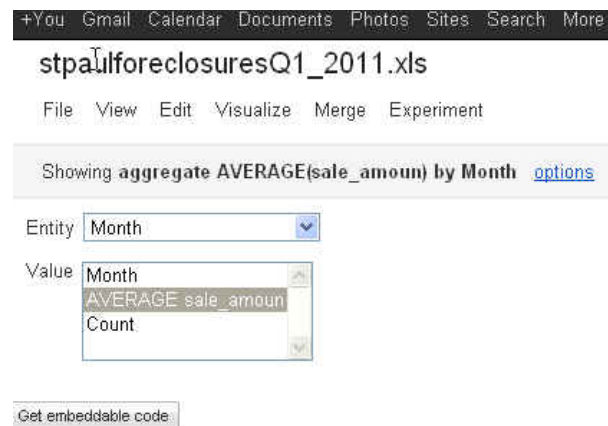 +You Gmail Calendar Documents Photos Sites Search More
stpaulforeclosuresQ1_2011.xls
File View Edit Visualize Merge Experiment
Showing aggregate AVERAGE(sale_amoun) by Month options
Entity Month
Value Month
AVERAGE sale_amoun
Count
Get embeddable code